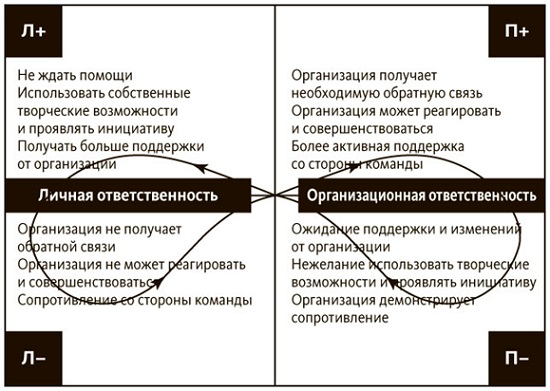 Л+
П+
Не ждать помощи
Использовать собственные
творческие возможности
и проявлять инициативу
Получать больше поддержки
от организации
Организация получает
необходимую обратную связь
Организация может реагировать
и совершенствоваться
Более активная поддержка
со стороны команды
Личная ответственность
Организационная ответственность
Организация не получает
обратной связи
Организация не может реагировать
и совершенствоваться
Сопротивление со стороны команды
Ожидание поддержки и изменений
от организации
Нежелание использовать творческие
возможности и проявлять инициативу
Организация демонстрирует
сопротивление
Л–
П–